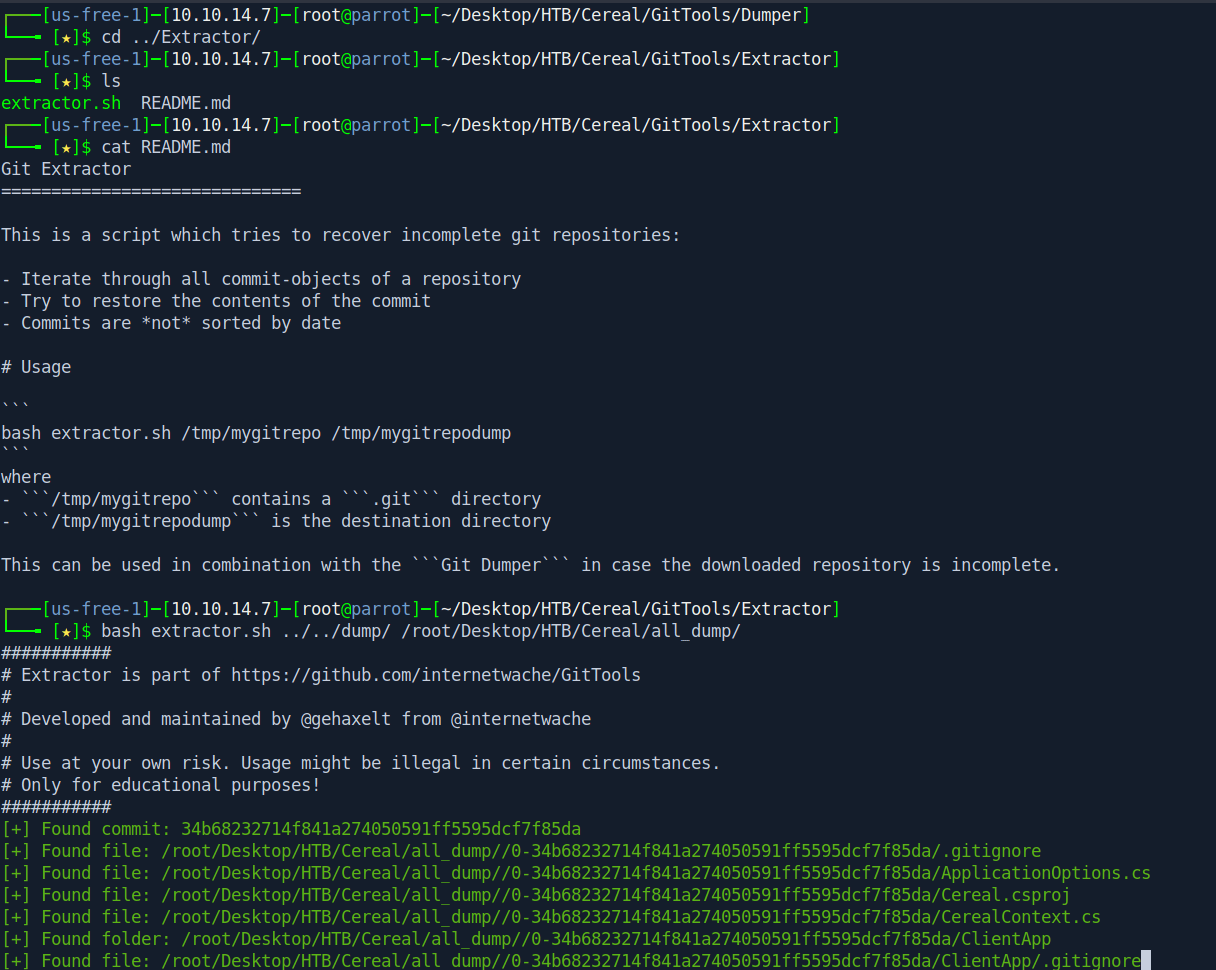 ┌──[us-free-1]─[10.10.14.7]─[root@parrot]─[~/Desktop/HTB/Cereal/GitTools/Dumper]
└──╼ [★]$ cd ../Extractor/
┌──[us-free-1]─[10.10.14.7]─[root@parrot]─[~/Desktop/HTB/Cereal/GitTools/Extractor]
└──╼ [★]$ ls
extractor.sh  README.md
┌──[us-free-1]─[10.10.14.7]─[root@parrot]─[~/Desktop/HTB/Cereal/GitTools/Extractor]
└──╼ [★]$ cat README.md
Git Extractor
==============================
This is a script which tries to recover incomplete git repositories:
- Iterate through all commit-objects of a repository
- Try to restore the contents of the commit
- Commits are *not* sorted by date
# Usage
```
bash extractor.sh /tmp/mygitrepo /tmp/mygitrepodump
```
where
- ```/tmp/mygitrepo``` contains a ```.git``` directory
- ```/tmp/mygitrepodump``` is the destination directory
This can be used in combination with the ```Git Dumper``` in case the downloaded repository is incomplete.
┌──[us-free-1]─[10.10.14.7]─[root@parrot]─[~/Desktop/HTB/Cereal/GitTools/Extractor]
└──╼ [★]$ bash extractor.sh ../../dump/ /root/Desktop/HTB/Cereal/all_dump/
###########
# Extractor is part of https://github.com/internetwache/GitTools
#
# Developed and maintained by @gehaxelt from @internetwache
#
# Use at your own risk. Usage might be illegal in certain circumstances.
# Only for educational purposes!
###########
[+] Found commit: 34b68232714f841a274050591ff5595dcf7f85da
[+] Found file: /root/Desktop/HTB/Cereal/all_dump//0-34b68232714f841a274050591ff5595dcf7f85da/.gitignore
[+] Found file: /root/Desktop/HTB/Cereal/all_dump//0-34b68232714f841a274050591ff5595dcf7f85da/ApplicationOptions.cs
[+] Found file: /root/Desktop/HTB/Cereal/all_dump//0-34b68232714f841a274050591ff5595dcf7f85da/Cereal.csproj
[+] Found file: /root/Desktop/HTB/Cereal/all_dump//0-34b68232714f841a274050591ff5595dcf7f85da/CerealContext.cs
[+] Found folder: /root/Desktop/HTB/Cereal/all_dump//0-34b68232714f841a274050591ff5595dcf7f85da/ClientApp
[+] Found file: /root/Desktop/HTB/Cereal/all_dump//0-34b68232714f841a274050591ff5595dcf7f85da/ClientApp/.gitignore